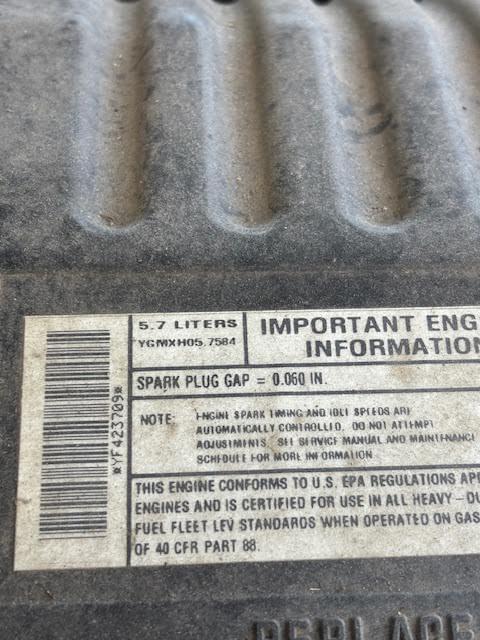 5.7 LITERS
YGMXH05.7584
IMPORTANT ENG
INFORMATION
SPARK PLUG GAP = 0.060 IN.
NOTE: ENGINE SPARK TIMING AND IDLE SPEEDS ARE
AUTOMATICALLY CONTROLLED. DO NOT ATTEMPT
ADJUSTMENTS. SEE SERVICE MANUAL AND MAINTENANCE
SCHEDULE FOR MORE INFORMATION
THIS ENGINE CONFORMS TO U.S. EPA REGULATIONS APP
ENGINES AND IS CERTIFIED FOR USE IN ALL HEAVY-DU
FUEL FLEET LEV STANDARDS WHEN OPERATED ON GAS
OF 40 CFR PART 88.
*YF423709*